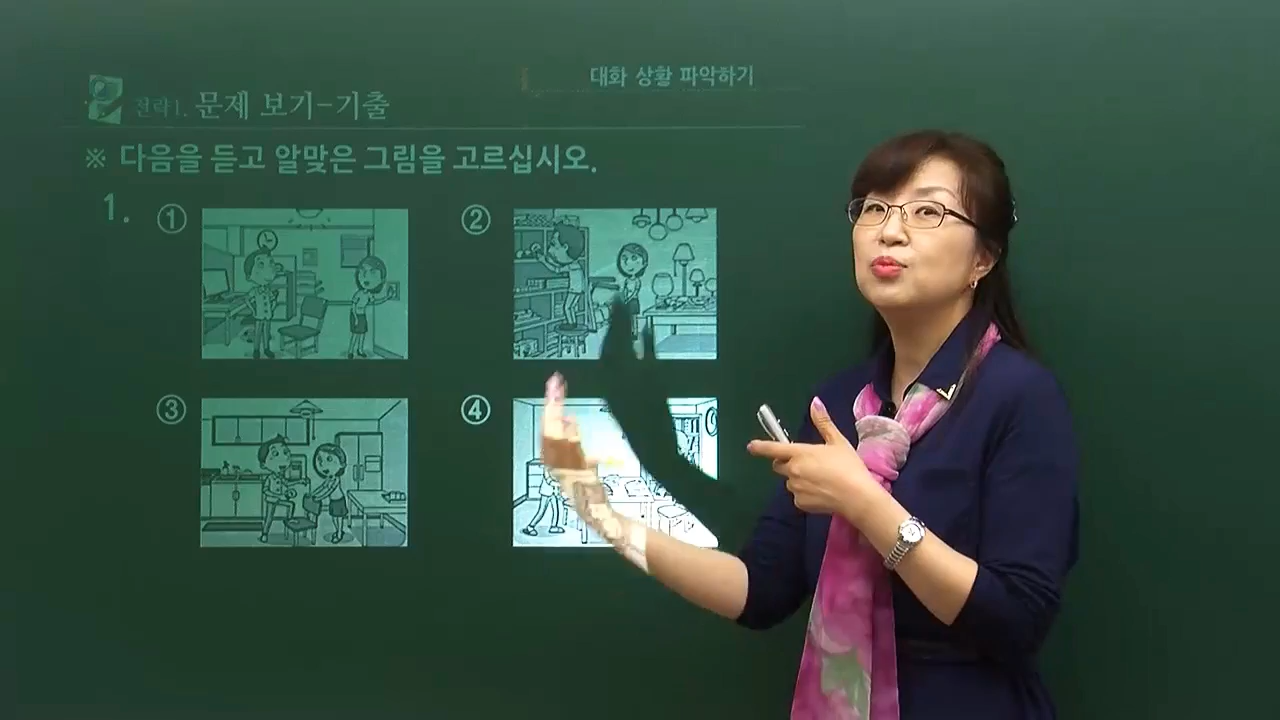 대화 상황 파악하기
전략1. 문제 보기-기출
※ 다음을 듣고 알맞은 그림을 고르십시오.
1. ① ②
③ ④